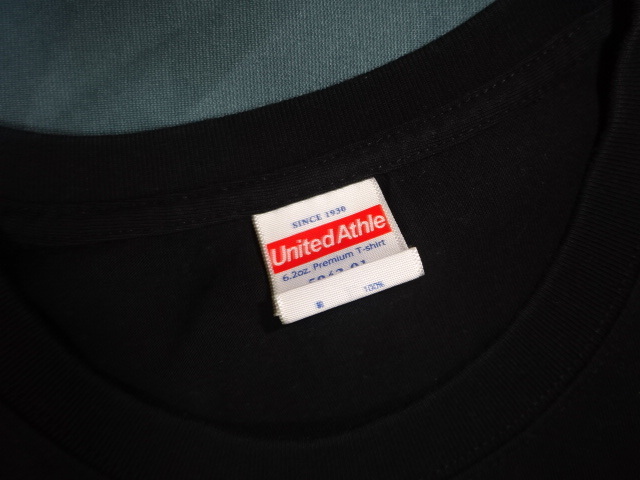 SINCE 1930
United Athle
6.2oz. Premium T-shirt
100%